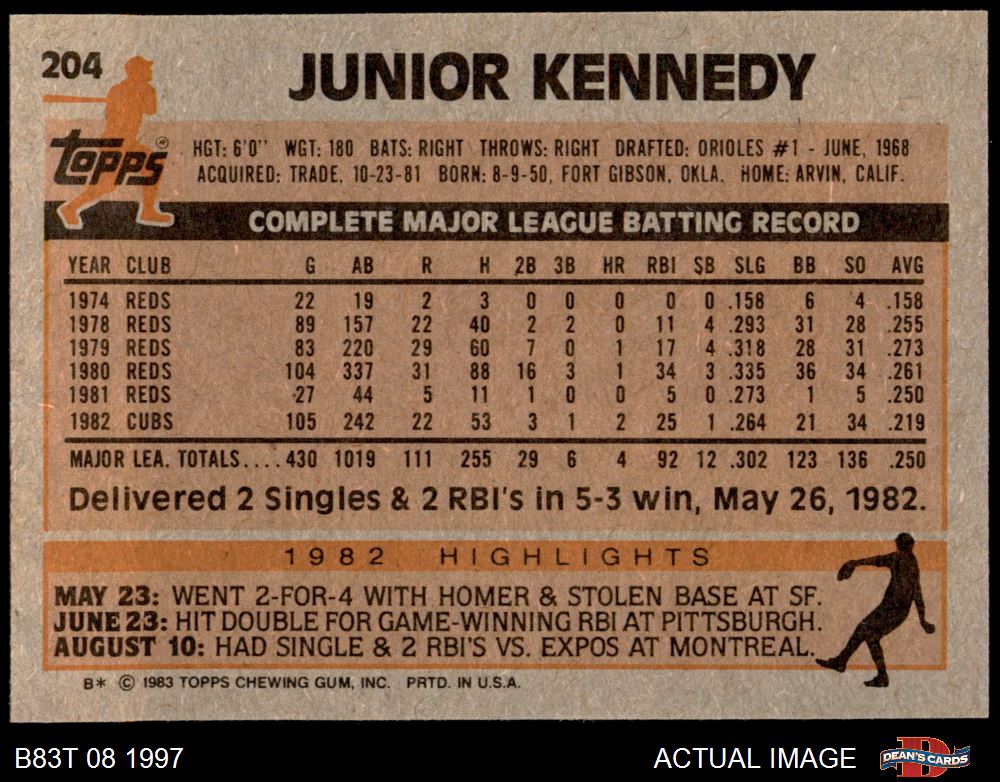 204
JUNIOR KENNEDY
topps®
HGT: 6'0" WGT: 180 BATS: RIGHT THROWS: RIGHT DRAFTED: ORIOLES #1 - JUNE, 1968
ACQUIRED: TRADE, 10-23-81 BORN: 8-9-50, FORT GIBSON, OKLA. HOME: ARVIN, CALIF.
COMPLETE MAJOR LEAGUE BATTING RECORD
YEAR CLUB G AB R H 2B 3B HR RBI SB SLG BB SO AVG
1974 REDS 22 19 2 3 0 0 0 0 0 .158 6 4 .158
1978 REDS 89 157 22 40 2 2 0 11 4 .293 31 28 .255
1979 REDS 83 220 29 60 7 0 1 17 4 .318 28 31 .273
1980 REDS 104 337 31 88 16 3 1 34 3 .335 36 34 .261
1981 REDS 27 44 5 11 1 0 0 5 0 .273 1 5 .250
1982 CUBS 105 242 22 53 3 1 2 25 1 .264 21 34 .219
MAJOR LEA. TOTALS....430 1019 111 255 29 6 4 92 12 .302 123 136 .250
Delivered 2 Singles & 2 RBI's in 5-3 win, May 26, 1982.
1982 HIGHLIGHTS
MAY 23: WENT 2-FOR-4 WITH HOMER & STOLEN BASE AT SF.
JUNE 23: HIT DOUBLE FOR GAME-WINNING RBI AT PITTSBURGH.
AUGUST 10: HAD SINGLE & 2 RBI'S VS. EXPOS AT MONTREAL.
B* © 1983 TOPPS CHEWING GUM, INC. PRTD. IN U.S.A.
B83T 08 1997
ACTUAL IMAGE
D
DEAN'S CARDS